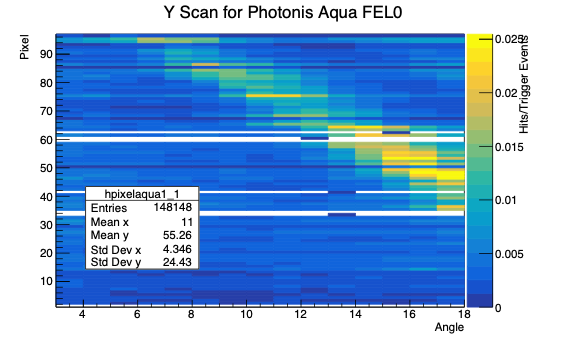 Y Scan for Photonis Aqua FEL0
Pixel
90
80
70
60
50
40
30
20
10
hpixelaqua1_1
Entries 148148
Mean x 11
Mean y 55.26
Std Dev x 4.346
Std Dev y 24.43
4 6 8 10 12 14 16 18
Angle
0.025
0.02
0.015
0.01
0.005
0
Hits/Trigger Events